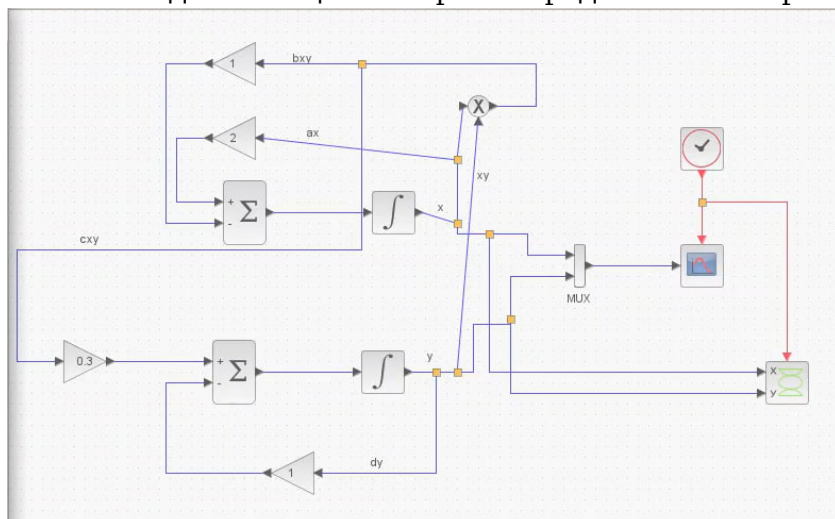 1
bxy
X
2
ax
xy
+
-
Σ
∫
x
cxy
MUX
0.3
+
-
Σ
∫
y
X
y
1
dy